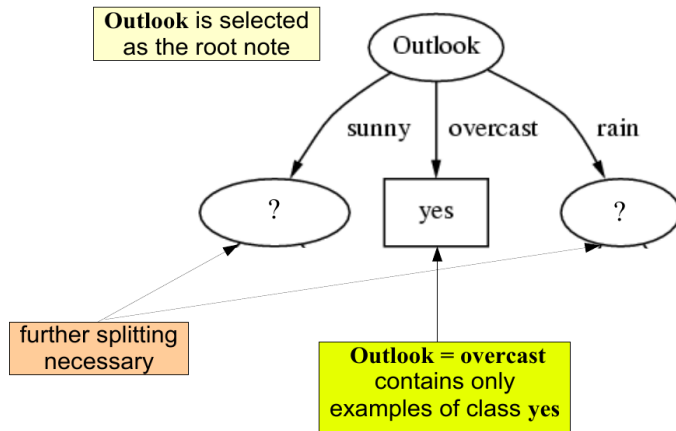 Outlook is selected
as the root note
Outlook
sunny
overcast
rain
?
yes
?
further splitting
necessary
Outlook = overcast
contains only
examples of class yes